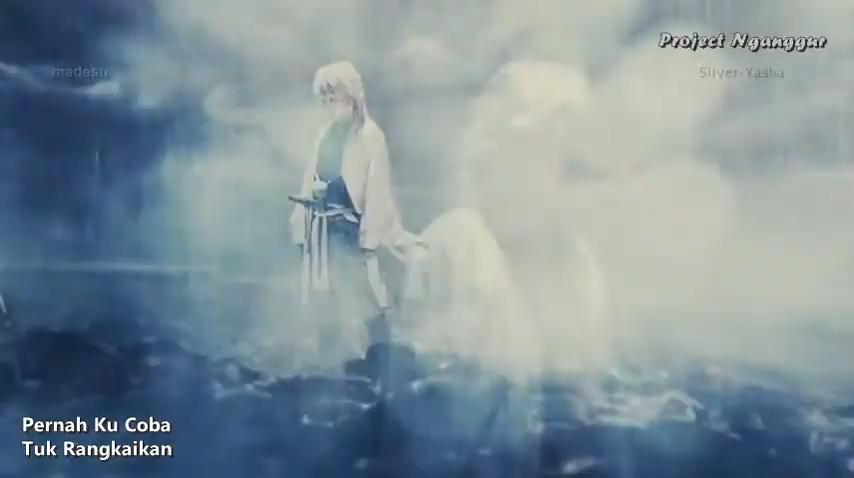 Project Nganggur
madesu
Silver-Yasha
Pernah Ku Coba
Tuk Rangkaikan